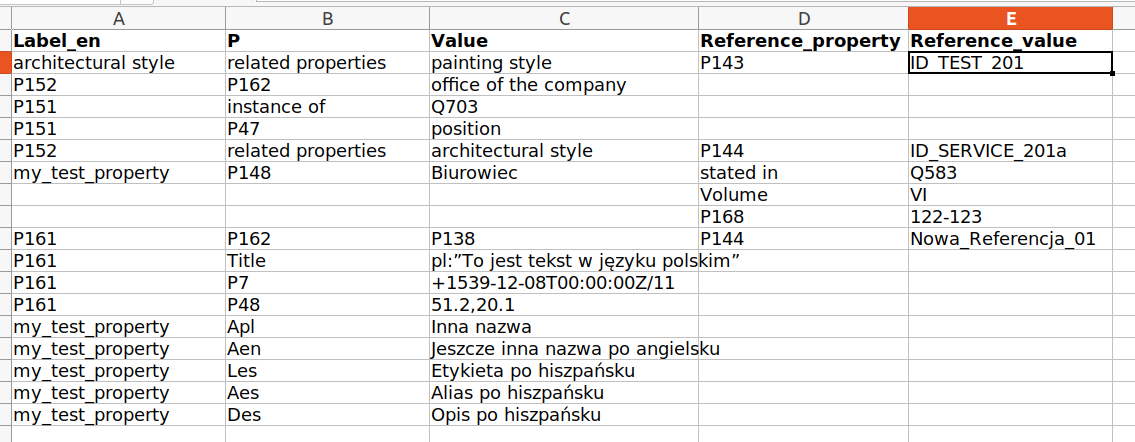 A B C D E
Label_en P Value Reference_property Reference_value
architectural style related properties painting style P143 ID_TEST_201
P152 P162 office of the company
P151 instance of Q703
P151 P47 position
P152 related properties architectural style P144 ID_SERVICE_201a
my_test_property P148 Biurowiec stated in Q583
Volume VI
P168 122-123
P161 P162 P138 P144 Nowa_Referencja_01
P161 Title pl:”To jest tekst w języku polskim”
P161 P7 +1539-12-08T00:00:00Z/11
P161 P48 51.2,20.1
my_test_property Apl Inna nazwa
my_test_property Aen Jeszcze inna nazwa po angielsku
my_test_property Les Etykieta po hiszpańsku
my_test_property Aes Alias po hiszpańsku
my_test_property Des Opis po hiszpańsku